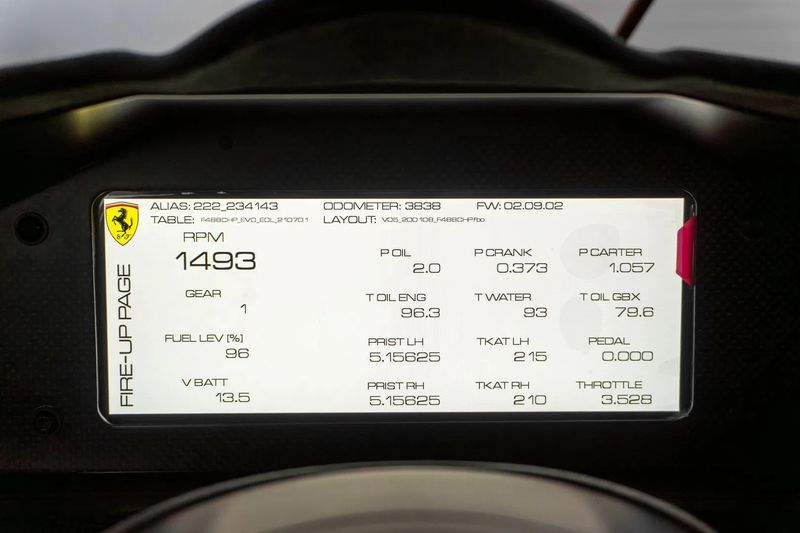 ALIAS: 222_234143 ODOMETER: 3838 FW: 02.09.02
TABLE: F488CHP_EVO_EOL_210701 LAYOUT: V05_200108_F488CHP.fbo
S F
FIRE-UP PAGE
RPM
1493
P OIL P CRANK P CARTER
2.0 0.373 1.057
GEAR T OIL ENG T WATER T OIL GBX
1 96.3 93 79.6
FUEL LEV [%] PRIST LH TKAT LH PEDAL
96 5.15625 215 0.000
V BATT PRIST RH TKAT RH THROTTLE
13.5 5.15625 210 3.528